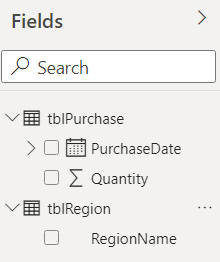 Fields
Search
tblPurchase
PurchaseDate
Quantity
tblRegion
RegionName